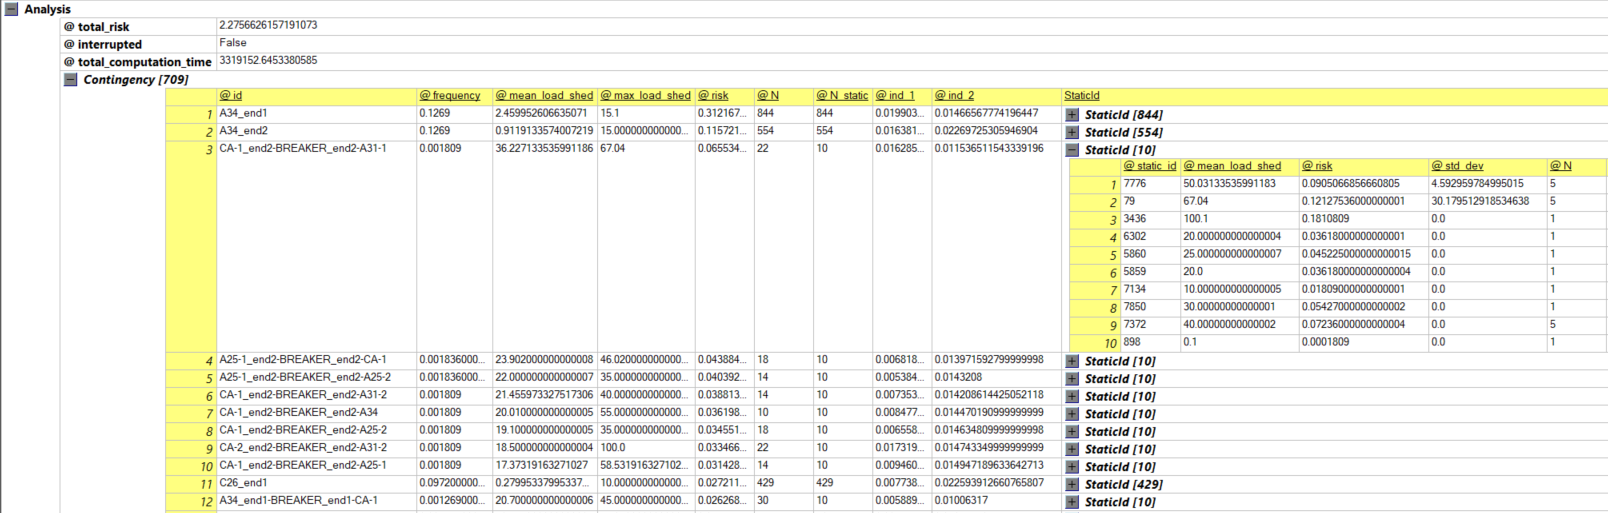 Analysis
@ total_risk 2.2756626157191073
@ interrupted False
@ total_computation_time 3319152.6453380585
Contingency [709]
@ id @ frequency @ mean_load_shed @ max_load_shed @ risk @ N @ N_static @ ind_1 @ ind_2 StaticId
1 A34_end1 0.1269 2.459952606635071 15.1 0.312167... 844 844 0.019903... 0.01466567774196447 StaticId [844]
2 A34_end2 0.1269 0.9119133574007219 15.000000000000... 0.115721... 554 554 0.016381... 0.02269725305946904 StaticId [554]
3 CA-1_end2-BREAKER_end2-A31-1 0.001809 36.227133535991186 67.04 0.065534... 22 10 0.016285... 0.011536511543339196 StaticId [10]
@ static_id @ mean_load_shed @ risk @ std_dev @ N
1 7776 50.03133535991183 0.0905066856660805 4.592959784995015 5
2 79 67.04 0.12127536000000001 30.179512918534638 5
3 3436 100.1 0.1810809 0.0 1
4 6302 20.000000000000004 0.03618000000000001 0.0 1
5 5860 25.000000000000007 0.045225000000000015 0.0 1
6 5859 20.0 0.036180000000000004 0.0 1
7 7134 10.000000000000005 0.01809000000000001 0.0 1
8 7850 30.00000000000001 0.05427000000000002 0.0 1
9 7372 40.00000000000002 0.07236000000000004 0.0 5
10 898 0.1 0.0001809 0.0 1
4 A25-1_end2-BREAKER_end2-CA-1 0.001836000... 23.902000000000008 46.020000000000... 0.043884... 18 10 0.006818... 0.013971592799999998 StaticId [10]
5 A25-1_end2-BREAKER_end2-A25-2 0.001836000... 22.000000000000007 35.000000000000... 0.040392... 14 10 0.005384... 0.0143208 StaticId [10]
6 CA-1_end2-BREAKER_end2-A31-2 0.001809 21.455973327517306 40.000000000000... 0.038813... 14 10 0.007353... 0.014208614425052118 StaticId [10]
7 CA-1_end2-BREAKER_end2-A34 0.001809 20.010000000000005 55.000000000000... 0.036198... 10 10 0.008477... 0.014470190999999999 StaticId [10]
8 CA-1_end2-BREAKER_end2-A25-2 0.001809 19.100000000000005 35.000000000000... 0.034551... 18 10 0.006558... 0.014634809999999998 StaticId [10]
9 CA-2_end2-BREAKER_end2-A31-2 0.001809 18.500000000000004 100.0 0.033466... 22 10 0.017319... 0.014743349999999999 StaticId [10]
10 CA-1_end2-BREAKER_end2-A25-1 0.001809 17.37319163271027 58.531916327102... 0.031428... 14 10 0.009460... 0.014947189633642713 StaticId [10]
11 C26_end1 0.097200000... 0.27995337995337... 10.000000000000... 0.027211... 429 429 0.007738... 0.022593912660765807 StaticId [429]
12 A34_end1-BREAKER_end1-CA-1 0.001269000... 20.700000000000006 45.000000000000... 0.026268... 30 10 0.005889... 0.01006317 StaticId [10]